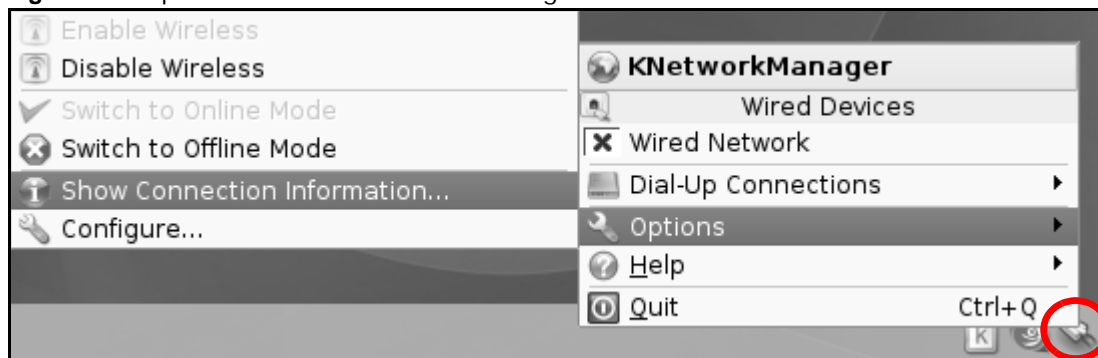 Enable Wireless
Disable Wireless
Switch to Online Mode
Switch to Offline Mode
Show Connection Information...
Configure...
KNetworkManager
Wired Devices
Wired Network
Dial-Up Connections
Options
Help
Quit Ctrl+Q
K